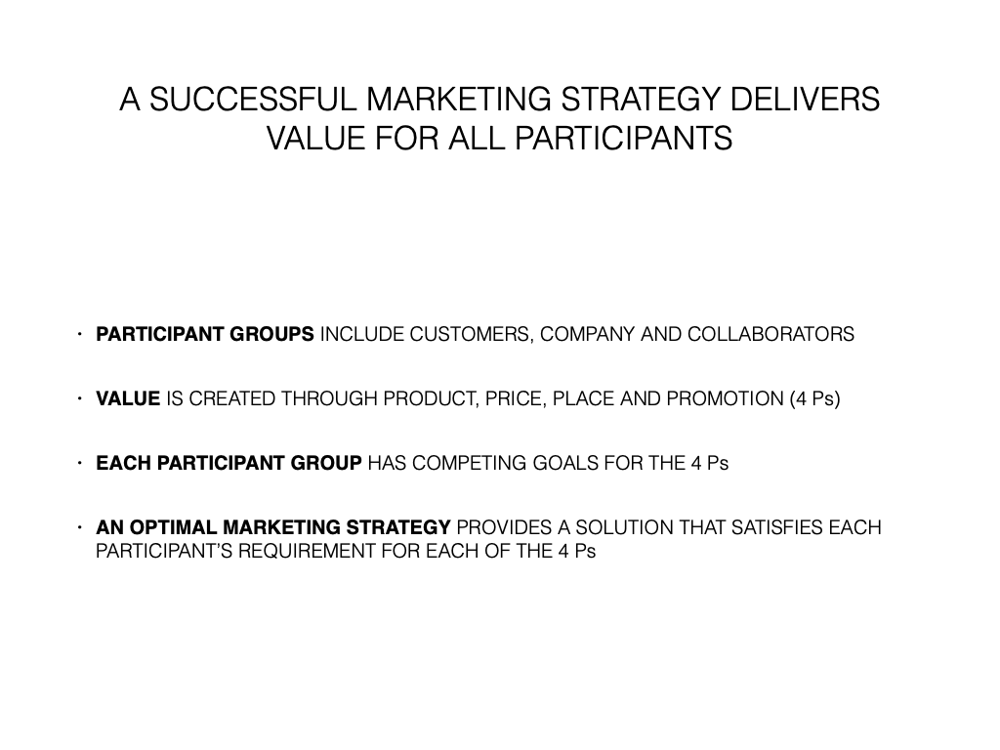 A SUCCESSFUL MARKETING STRATEGY DELIVERS
VALUE FOR ALL PARTICIPANTS
· PARTICIPANT GROUPS INCLUDE CUSTOMERS, COMPANY AND COLLABORATORS
· VALUE IS CREATED THROUGH PRODUCT, PRICE, PLACE AND PROMOTION (4 Ps)
· EACH PARTICIPANT GROUP HAS COMPETING GOALS FOR THE 4 Ps
· AN OPTIMAL MARKETING STRATEGY PROVIDES A SOLUTION THAT SATISFIES EACH
PARTICIPANT’S REQUIREMENT FOR EACH OF THE 4 Ps